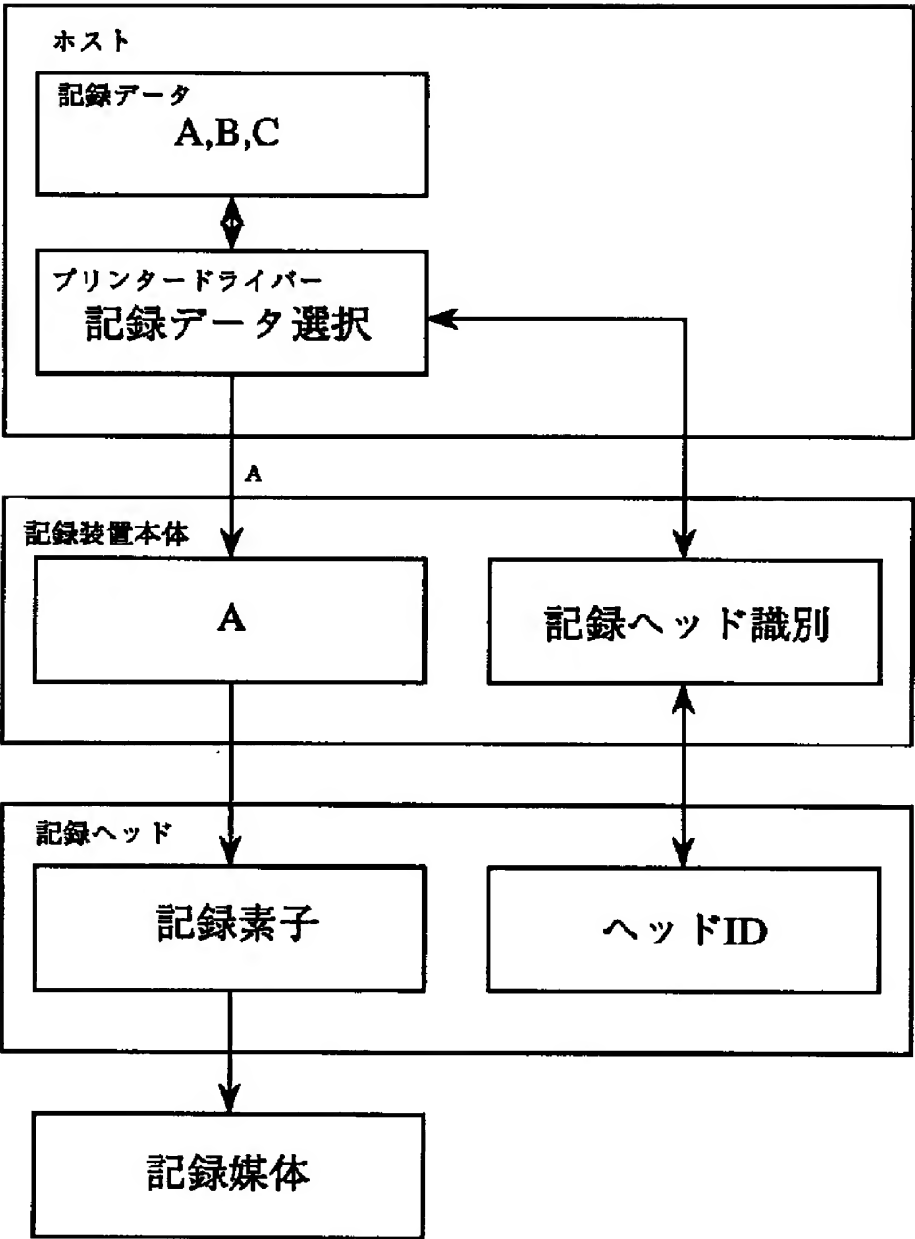 ホスト
記録データ
A,B,C
プリンタードライバー
記録データ選択
A
記録装置本体
A
記録ヘッド識別
記録ヘッド
記録素子
ヘッドID
記録媒体